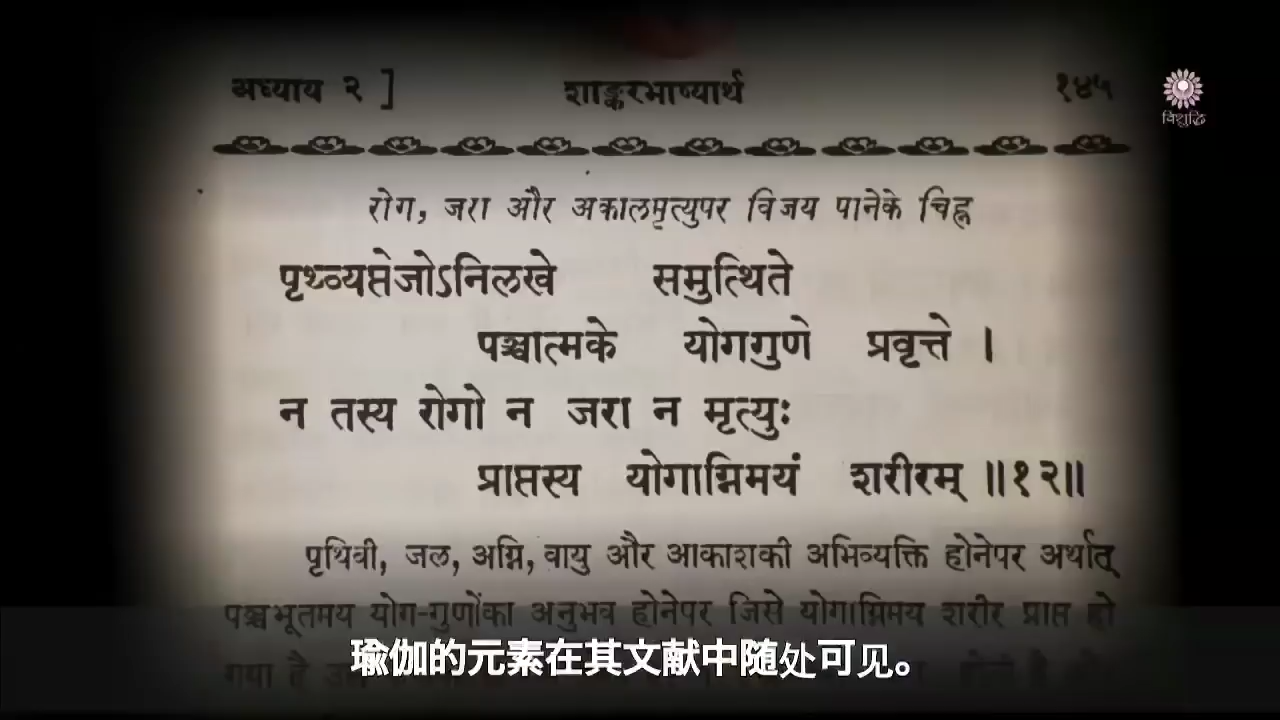 अध्याय २ ] शाङ्करभाष्यार्थ १४५
विशुद्धि
रोग, जरा और अकालमृत्युपर विजय पानेके चिह्न
पृथ्व्यप्तेजोऽनिलखे समुत्थिते
पञ्चात्मके योगगुणे प्रवृत्ते ।
न तस्य रोगो न जरा न मृत्युः
प्राप्तस्य योगाग्निमयं शरीरम् ॥१२॥
पृथिवी, जल, अग्नि, वायु और आकाशकी अभिव्यक्ति होनेपर अर्थात्
पञ्चभूतमय योग-गुणोंका अनुभव होनेपर जिसे योगाग्निमय शरीर प्राप्त हो
गया है
瑜伽的元素在其文献中随处可见。